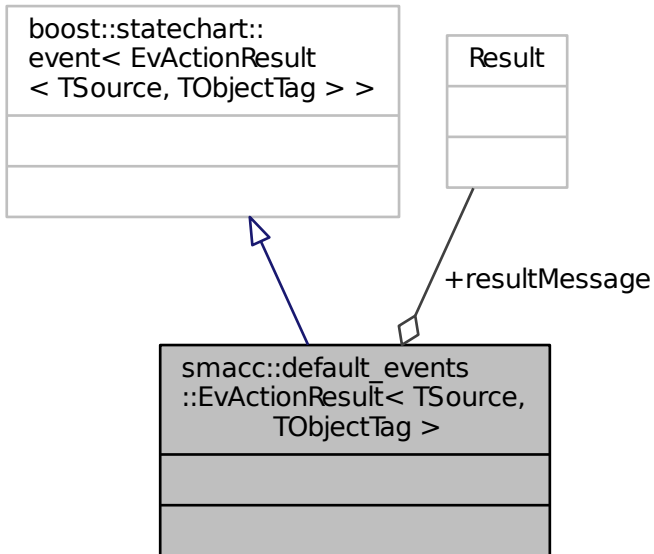 boost::statechart::
event< EvActionResult
< TSource, TObjectTag > >
Result
+resultMessage
smacc::default_events
::EvActionResult< TSource,
TObjectTag >